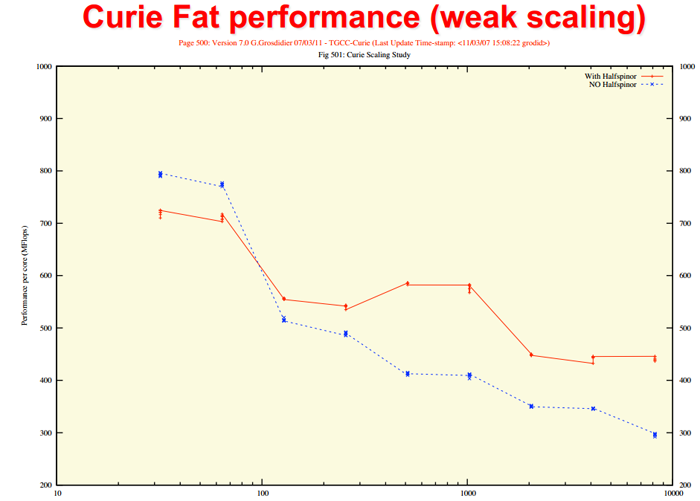 Curie Fat performance (weak scaling)
Page 500: Version 7.0 G.Grosdidier 07/03/11 - TGCC-Curie (Last Update Time-stamp: <11/03/07 15:08:22 grodid>)
Fig 501: Curie Scaling Study
1000 1000
With Halfspinor
NO Halfspinor
900 900
800 800
700 700
600 600
500 500
400 400
300 300
200 200
Performance per core (MFlops)
10 100 1000 10000